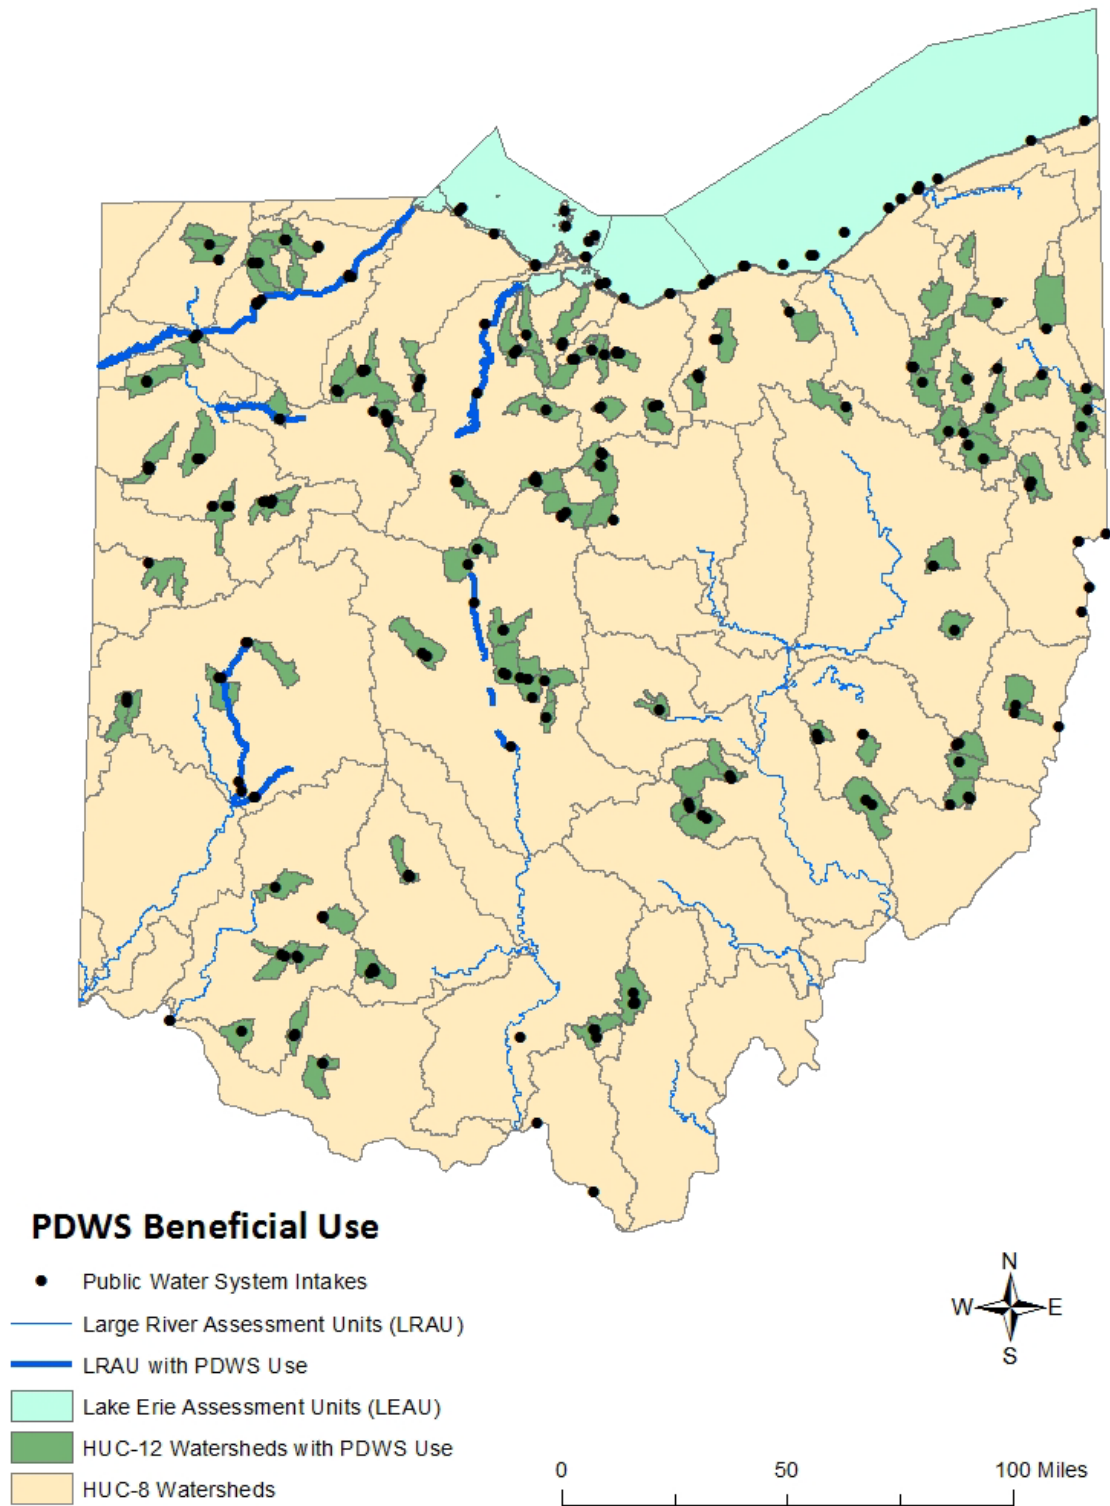 PDWS Beneficial Use
Public Water System Intakes
Large River Assessment Units (LRAU)
LRAU with PDWS Use
Lake Erie Assessment Units (LEAU)
HUC-12 Watersheds with PDWS Use
HUC-8 Watersheds
N
W E
S
0 50 100 Miles